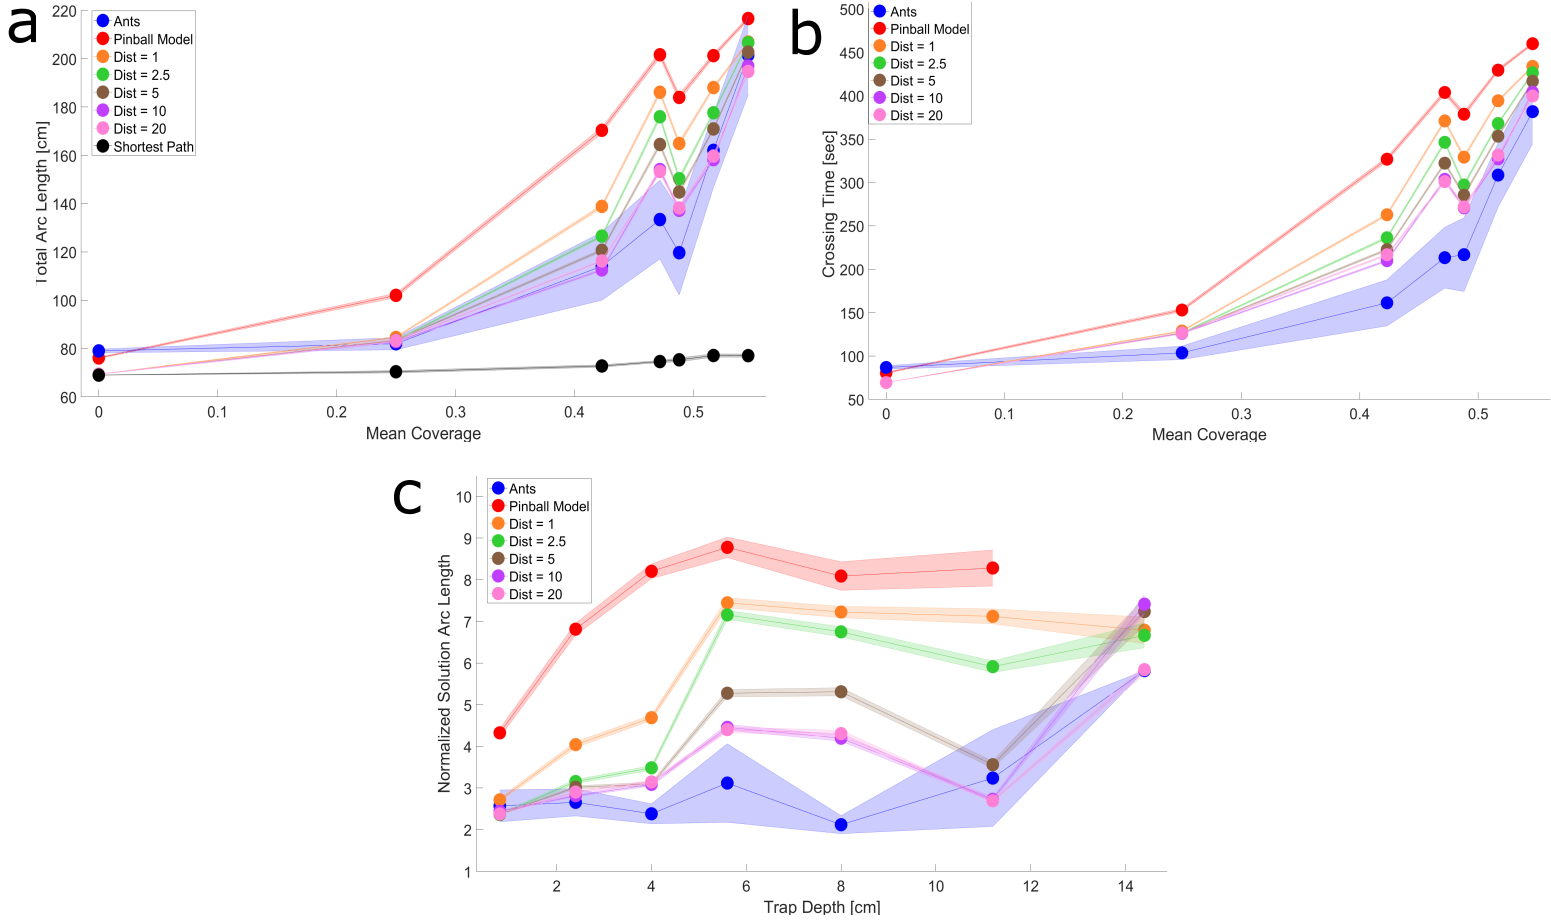 a
Total Arc Length [cm]
220
200
180
160
140
120
100
80
60
Ants
Pinball Model
Dist = 1
Dist = 2.5
Dist = 5
Dist = 10
Dist = 20
Shortest Path
0
0.1
0.2
0.3
0.4
0.5
Mean Coverage
b
Crossing Time [sec]
500
450
400
350
300
250
200
150
100
50
Ants
Pinball Model
Dist = 1
Dist = 2.5
Dist = 5
Dist = 10
Dist = 20
0
0.1
0.2
0.3
0.4
0.5
Mean Coverage
c
Normalized Solution Arc Length
10
9
8
7
6
5
4
3
2
1
Ants
Pinball Model
Dist = 1
Dist = 2.5
Dist = 5
Dist = 10
Dist = 20
2
4
6
8
10
12
14
Trap Depth [cm]